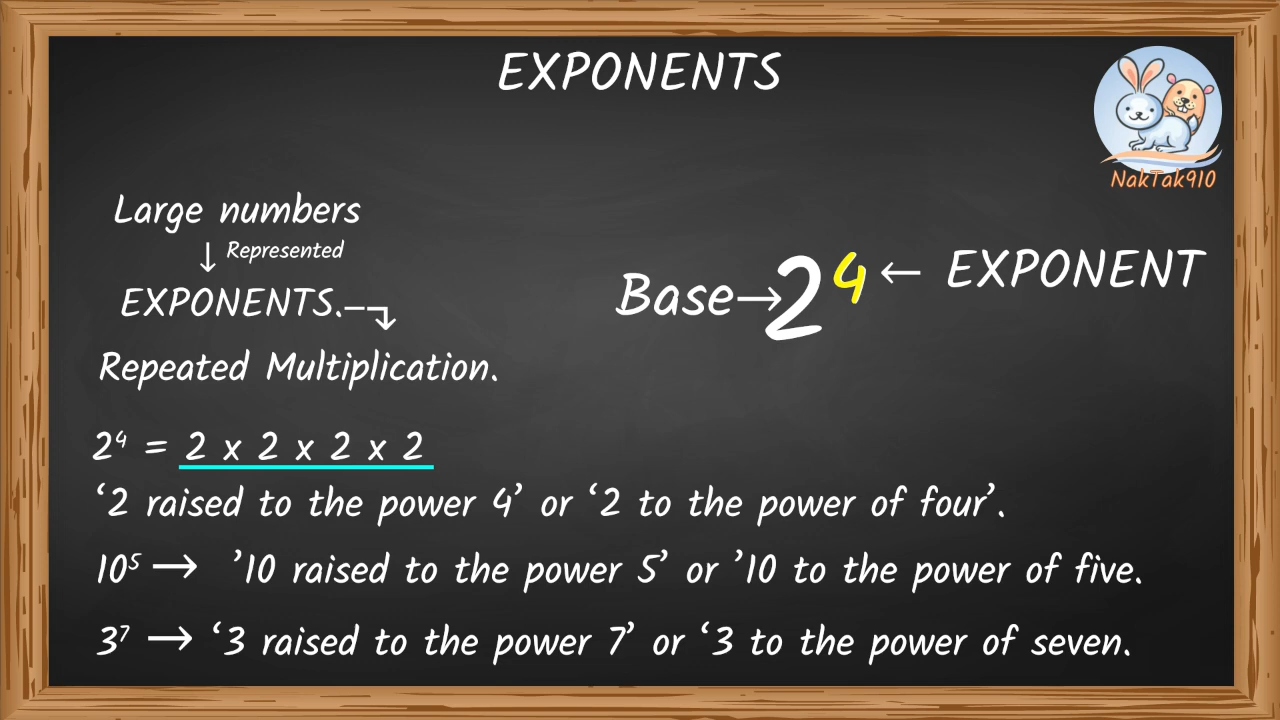 EXPONENTS
NakTak910
Large numbers
↓ Represented
EXPONENTS.
Repeated Multiplication.
Base→2⁴ ← EXPONENT
2⁴ = 2 x 2 x 2 x 2
‘2 raised to the power 4’ or ‘2 to the power of four’.
10⁵ → ’10 raised to the power 5’ or ’10 to the power of five.
3⁷ → ‘3 raised to the power 7’ or ‘3 to the power of seven.